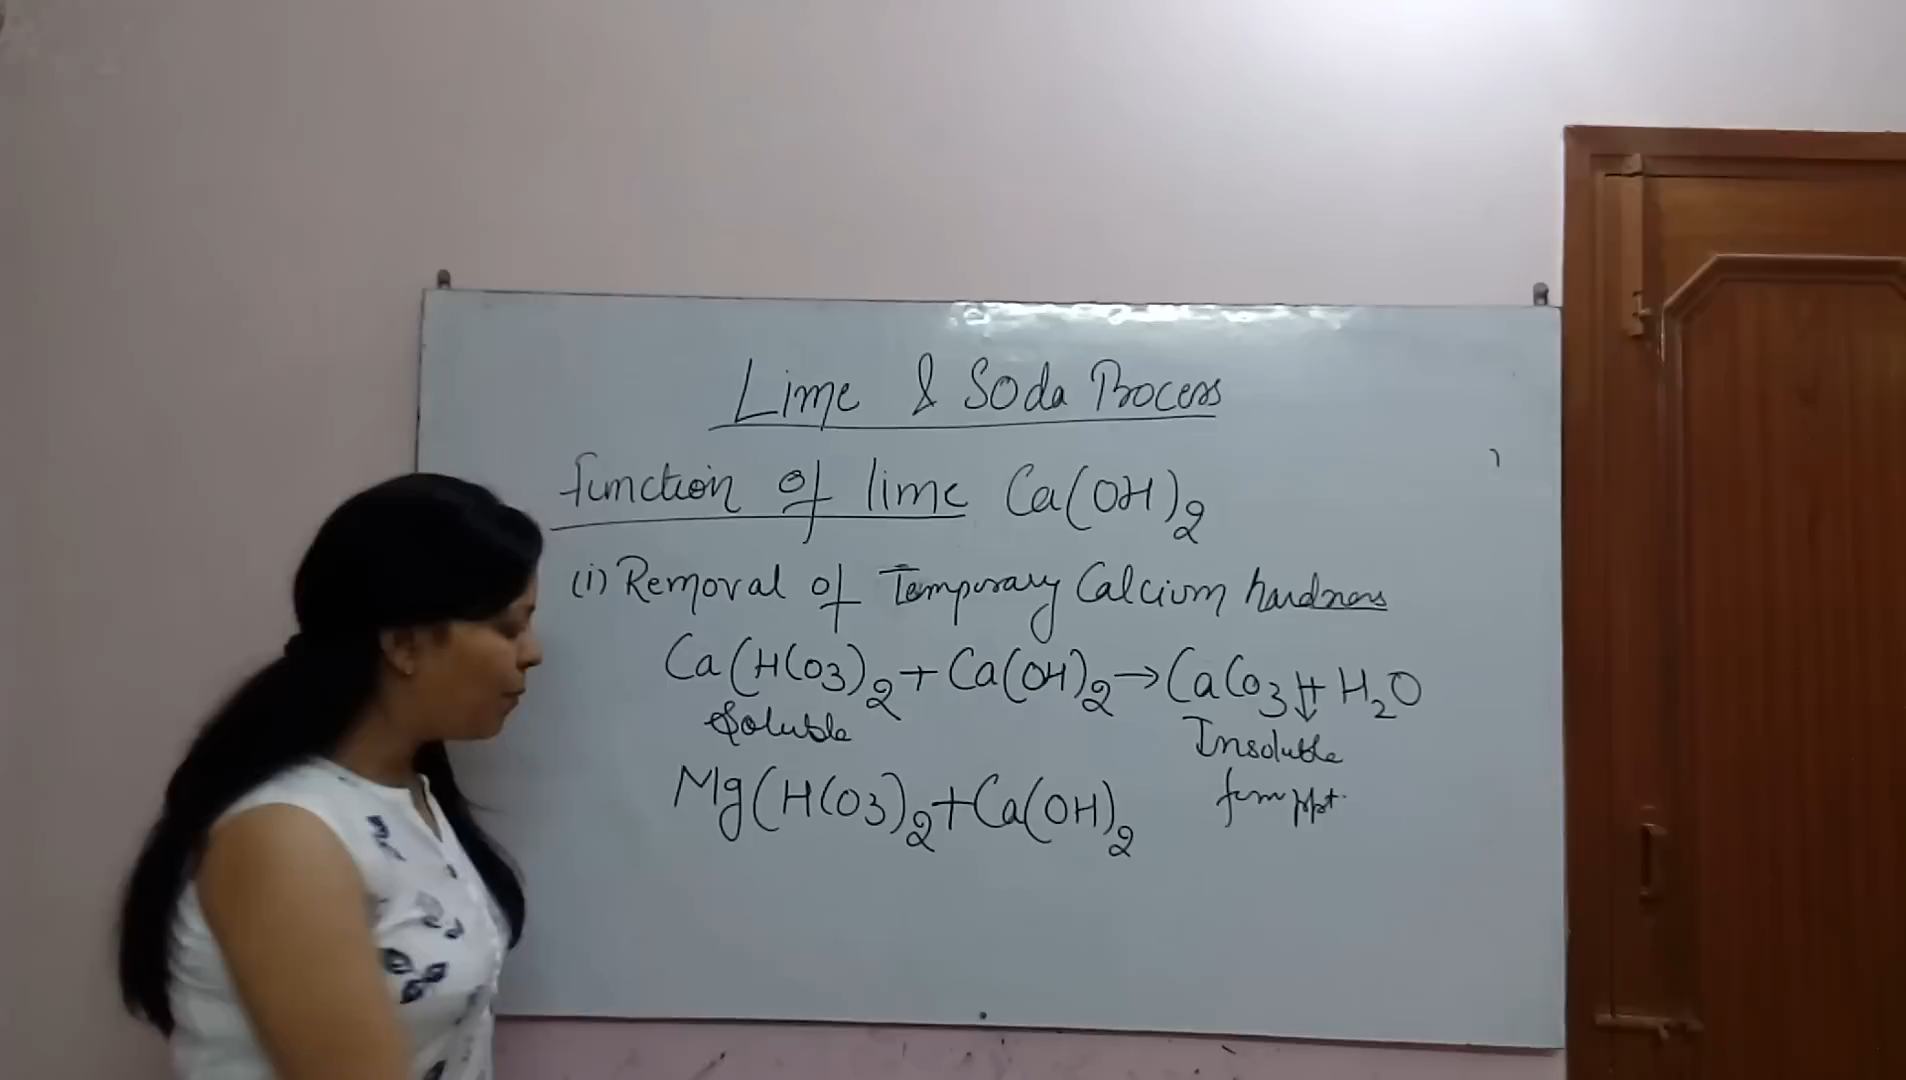 Lime & Soda Process
function of lime Ca(OH)2
(i) Removal of Temporary Calcium hardness
Ca(HCO3)2 + Ca(OH)2 → CaCO3↓ + H2O
Soluble
Insoluble
form ppt.
Mg(HCO3)2 + Ca(OH)2